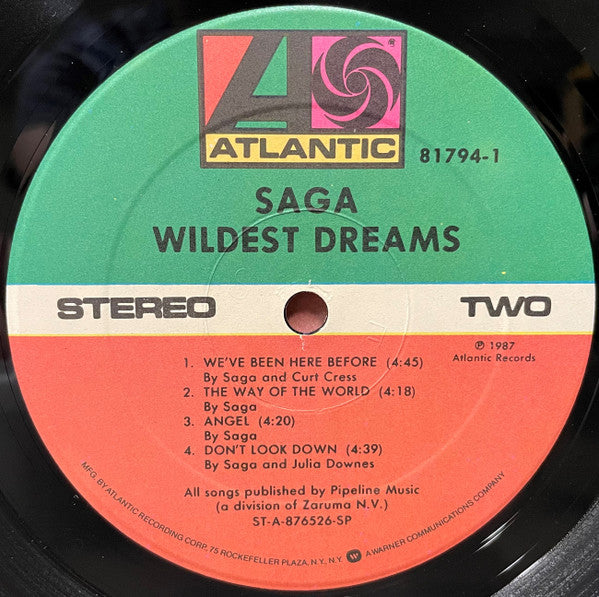 ATLANTIC
®
81794-1
SAGA
WILDEST DREAMS
STEREO
TWO
℗ 1987
Atlantic Records
1. WE'VE BEEN HERE BEFORE (4:45)
By Saga and Curt Cress
2. THE WAY OF THE WORLD (4:18)
By Saga
3. ANGEL (4:20)
By Saga
4. DON'T LOOK DOWN (4:39)
By Saga and Julia Downes
All songs published by Pipeline Music
(a division of Zaruma N.V.)
ST-A-876526-SP
MFG. BY ATLANTIC RECORDING CORP., 75 ROCKEFELLER PLAZA, N.Y., N.Y. A WARNER COMMUNICATIONS COMPANY